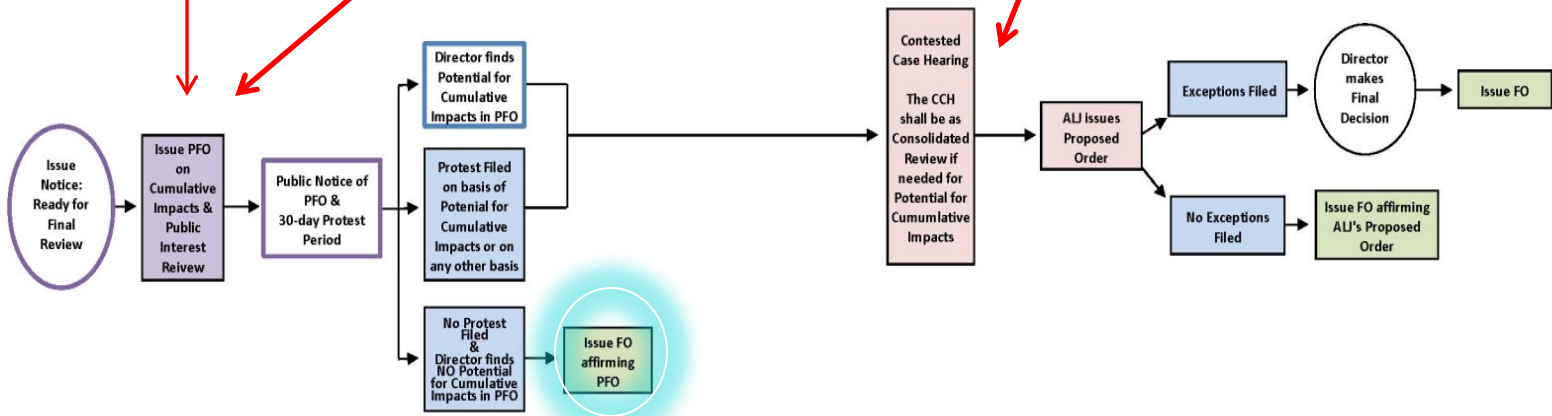 Issue
Notice:
Ready for
Final
Review
Issue PFO
on
Cumulative
Impacts &
Public
Interest
Reivew
Public Notice of
PFO &
30-day Protest
Period
Director finds
Potential for
Cumulative
Impacts in PFO
Protest Filed
on basis of
Potenial for
Cumulative
Impacts or on
any other basis
No Protest
Filed
&
Director finds
NO Potential
for Cumulative
Impacts in PFO
Issue FO
affirming
PFO
Contested
Case Hearing
The CCH
shall be as
Consolidated
Review if
needed for
Potential for
Cumumlative
Impacts
ALJ issues
Proposed
Order
Exceptions Filed
Director
makes
Final
Decision
Issue FO
No Exceptions
Filed
Issue FO affirming
ALJ's Proposed
Order